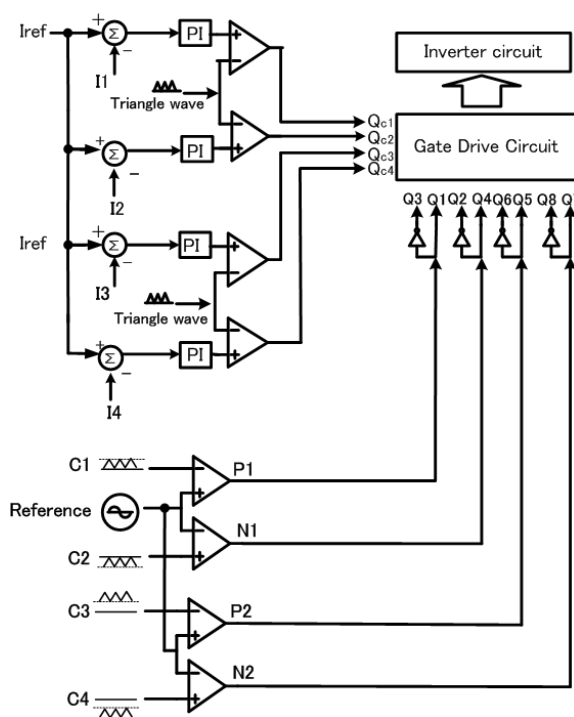 Iref
+
−
Σ
PI
+
−
I1
Triangle wave
−
+
+
Σ
−
PI
I2
Inverter circuit
Gate Drive Circuit
Qc1
Qc2
Qc3
Qc4
Q3 Q1 Q2 Q4 Q6 Q5 Q8
Iref
+
Σ
−
PI
+
−
I3
Triangle wave
−
+
+
Σ
−
PI
I4
C1
−
+
P1
Reference
−
+
N1
C2
C3
−
+
P2
−
+
N2
C4